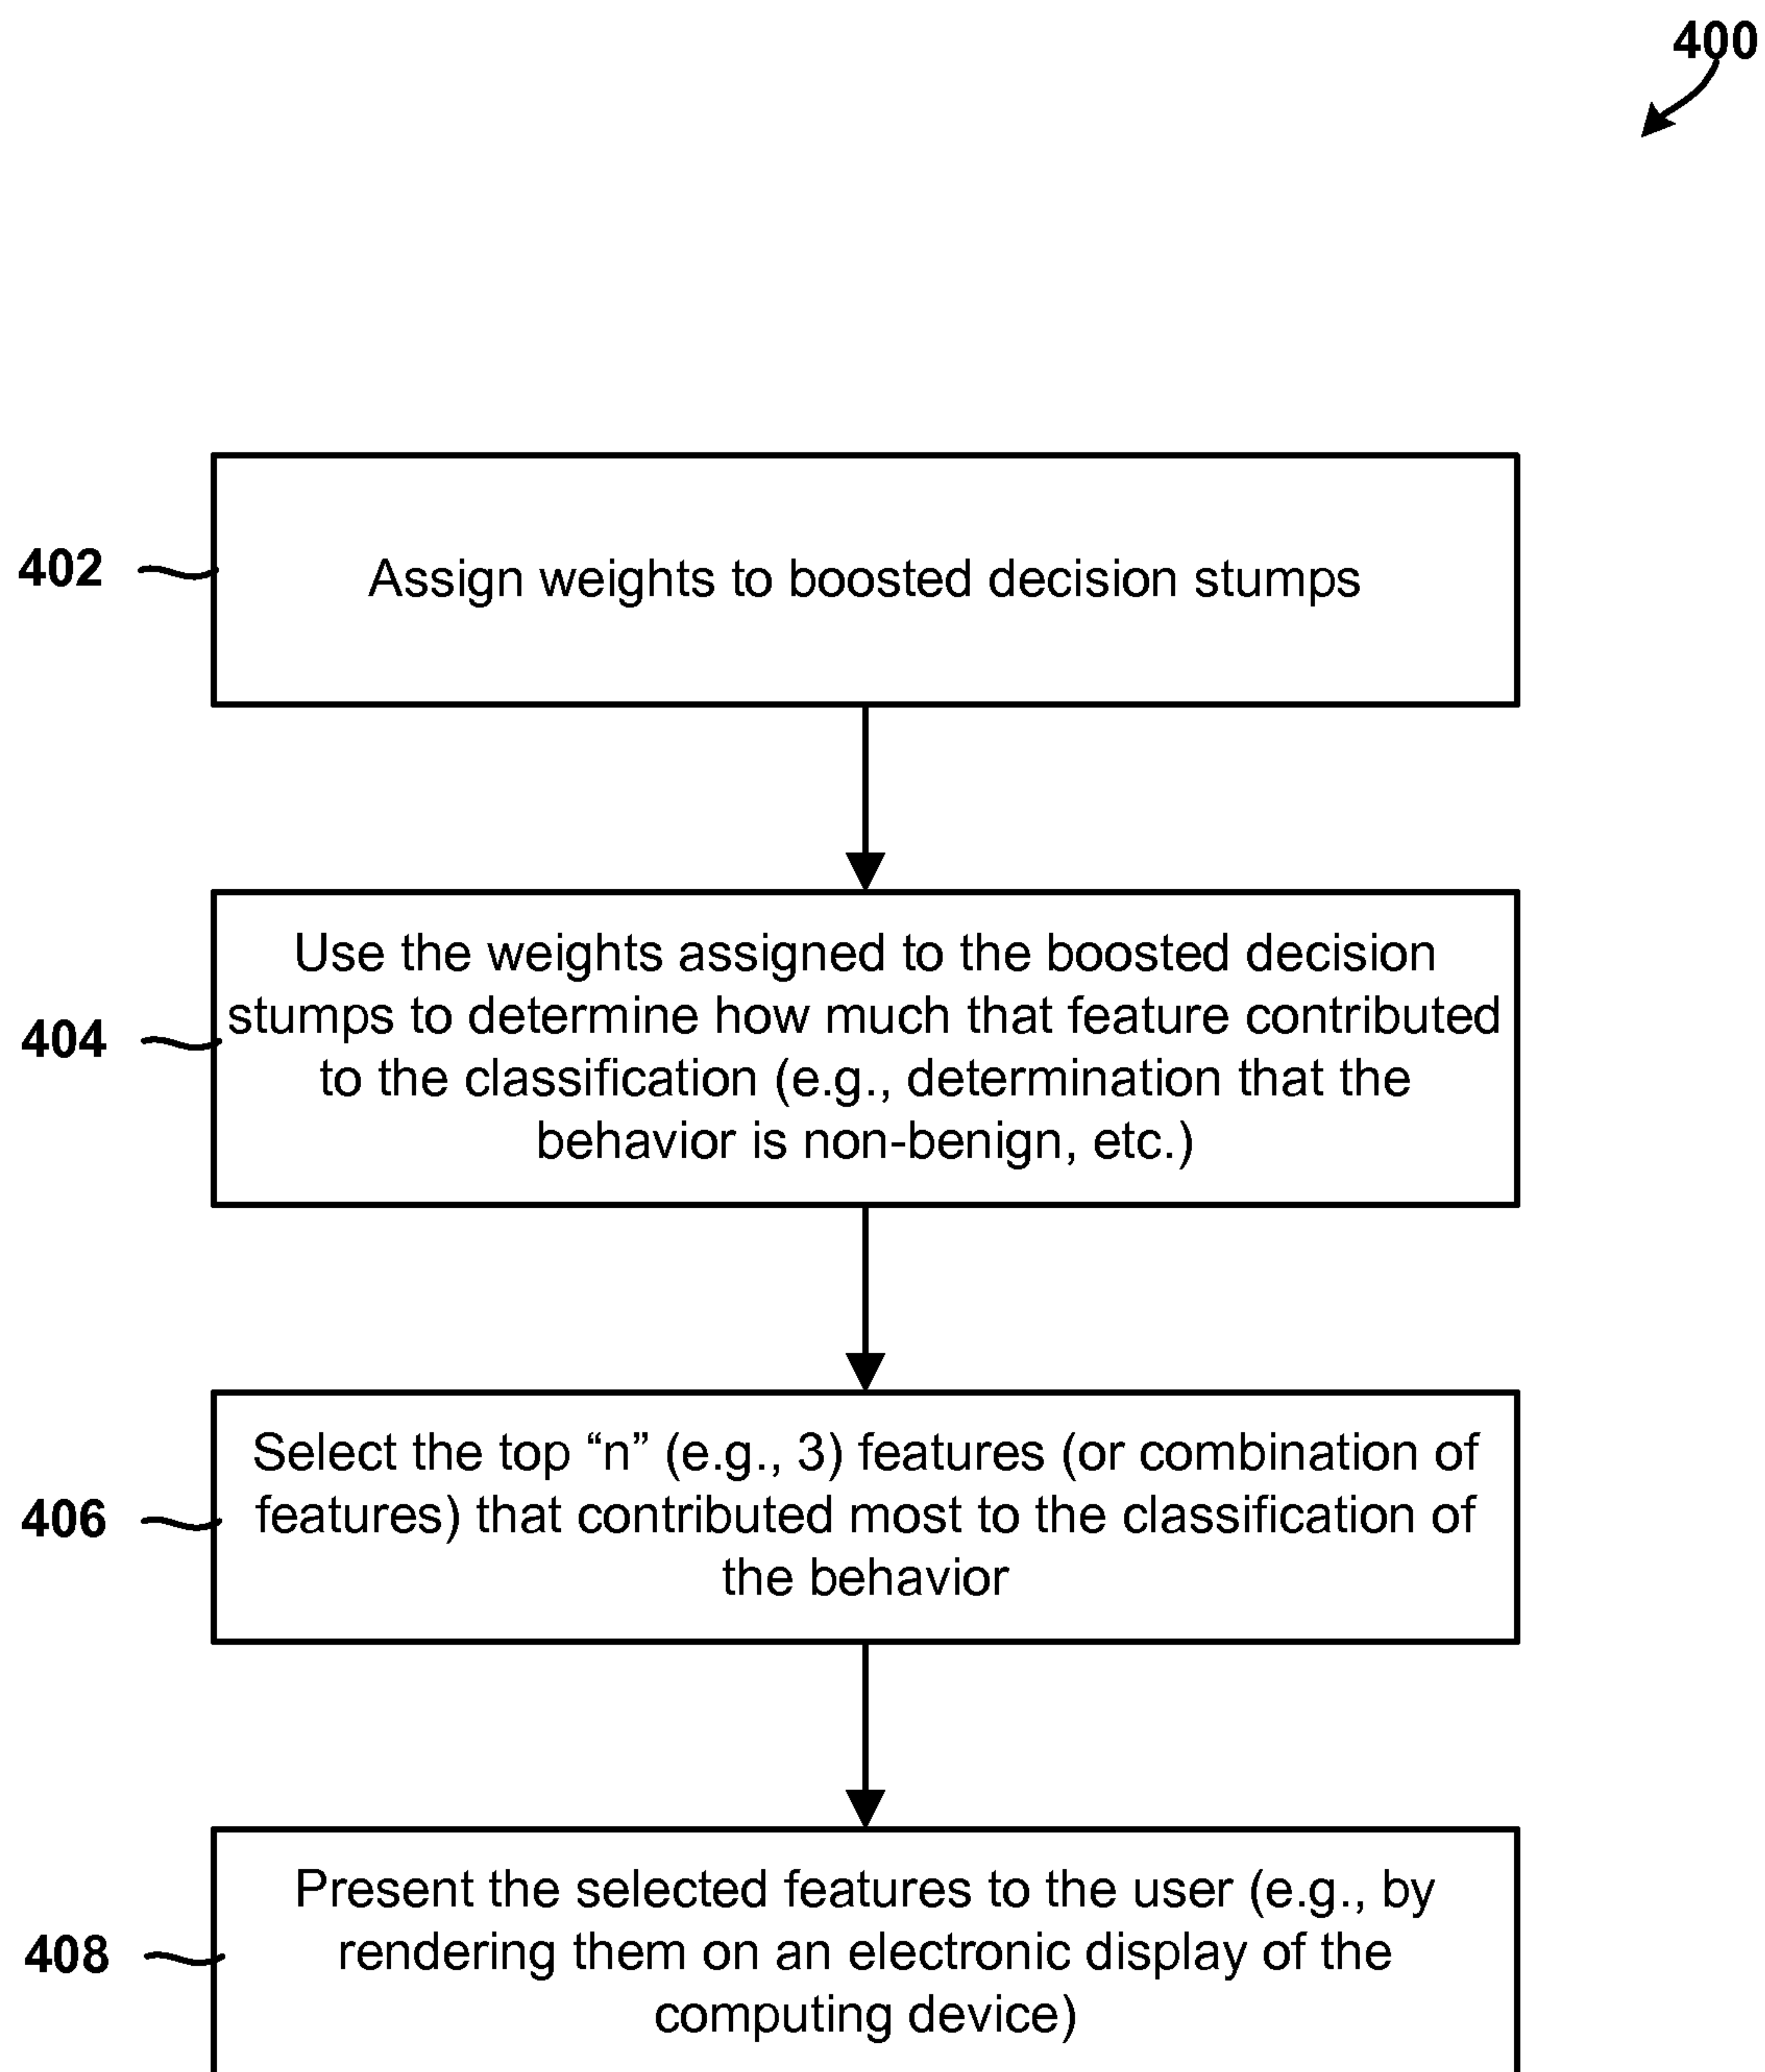 400
402
Assign weights to boosted decision stumps
404
Use the weights assigned to the boosted decision
stumps to determine how much that feature contributed
to the classification (e.g., determination that the
behavior is non-benign, etc.)
406
Select the top “n” (e.g., 3) features (or combination of
features) that contributed most to the classification of
the behavior
408
Present the selected features to the user (e.g., by
rendering them on an electronic display of the
computing device)